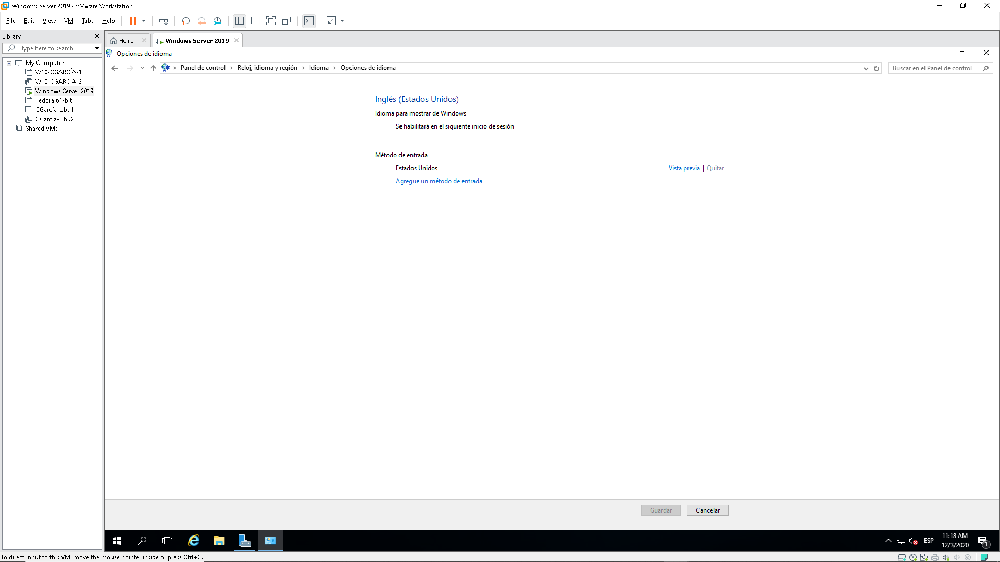 Windows Server 2019 - VMware Workstation
File Edit View VM Tabs Help
Library
Home
Windows Server 2019
Type here to search
My Computer
W10-CGARCÍA-1
W10-CGARCÍA-2
Windows Server 2019
Fedora 64-bit
CGarcía-Ubu1
CGarcía-Ubu2
Shared VMs
Opciones de idioma
Panel de control > Reloj, idioma y región > Idioma > Opciones de idioma
Buscar en el Panel de control
Inglés (Estados Unidos)
Idioma para mostrar de Windows
Se habilitará en el siguiente inicio de sesión
Método de entrada
Estados Unidos
Vista previa | Quitar
Agregue un método de entrada
Guardar
Cancelar
ESP
11:18 AM
12/3/2020
1
To direct input to this VM, move the mouse pointer inside or press Ctrl+G.